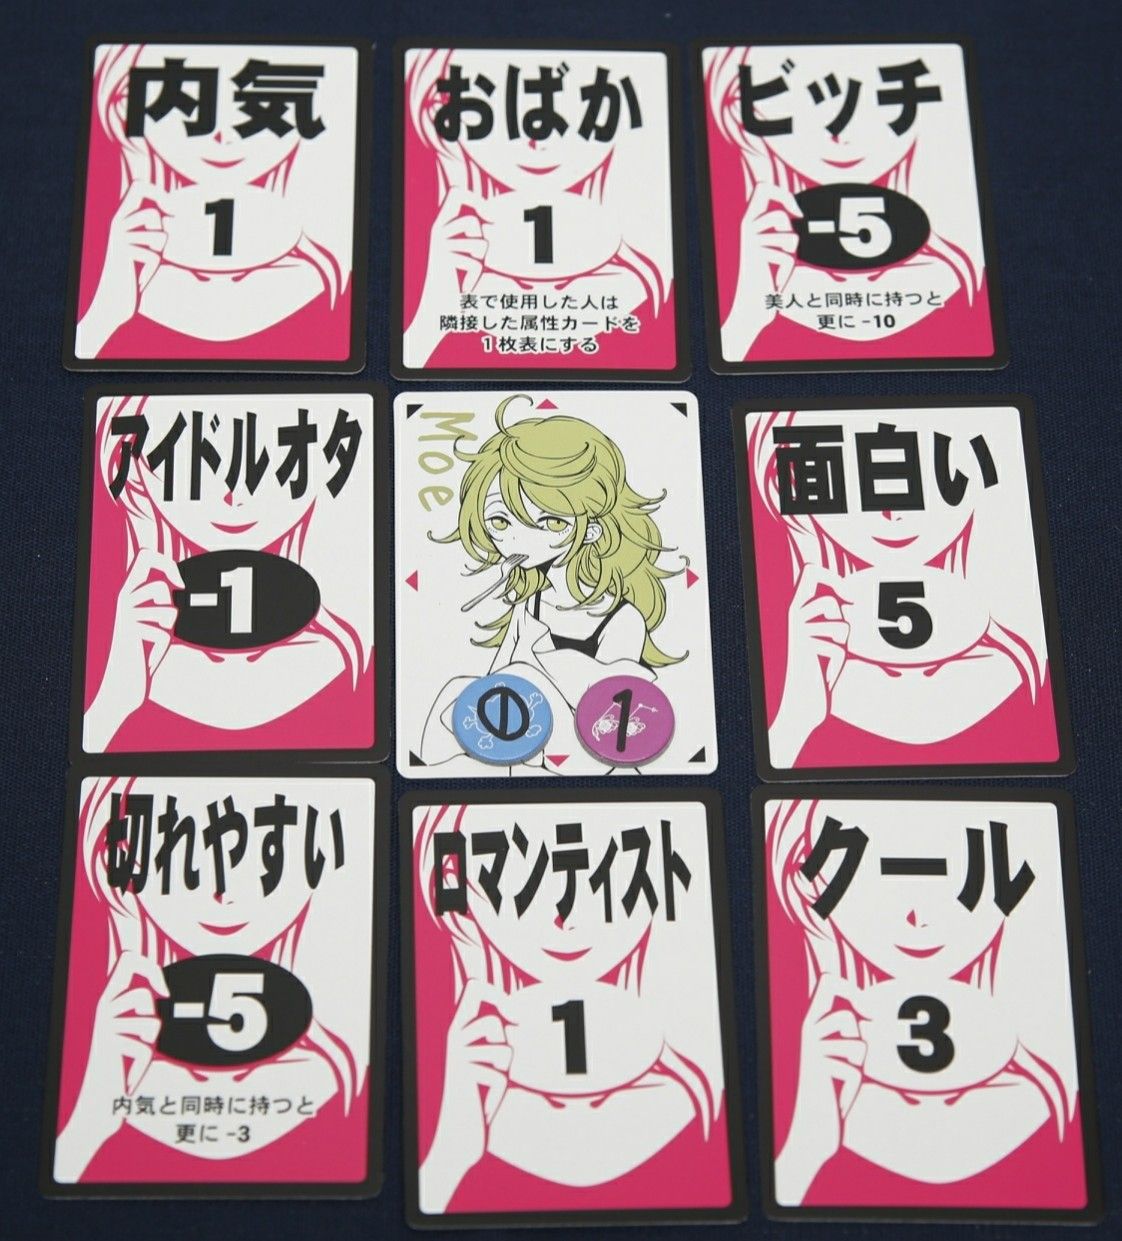 内気
1
おばか
1
表で使用した人は
隣接した属性カードを
1枚表にする
ビッチ
-5
美人と同時に持つと
更に -10
アイドルオタ
-1
Moe
0
1
面白い
5
切れやすい
-5
内気と同時に持つと
更に -3
ロマンティスト
1
クール
3